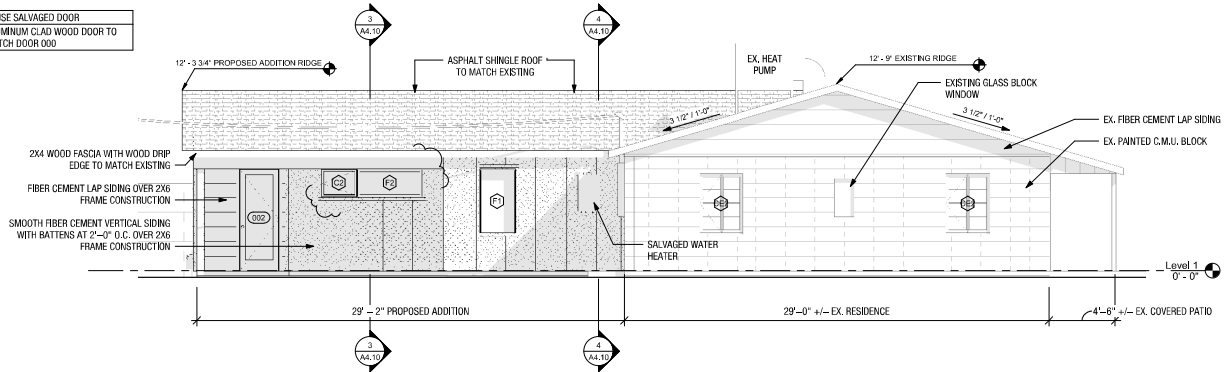 SE SALVAGED DOOR
MINUM CLAD WOOD DOOR TO
TCH DOOR 000
3
A4.10
4
A4.10
12' - 3 3/4" PROPOSED ADDITION RIDGE
ASPHALT SHINGLE ROOF
TO MATCH EXISTING
EX. HEAT
PUMP
12' - 9" EXISTING RIDGE
EXISTING GLASS BLOCK
WINDOW
3 1/2" / 1'-0"
3 1/2" / 1'-0"
EX. FIBER CEMENT LAP SIDING
EX. PAINTED C.M.U. BLOCK
2X4 WOOD FASCIA WITH WOOD DRIP
EDGE TO MATCH EXISTING
FIBER CEMENT LAP SIDING OVER 2X6
FRAME CONSTRUCTION
SMOOTH FIBER CEMENT VERTICAL SIDING
WITH BATTENS AT 2'-0" O.C. OVER 2X6
FRAME CONSTRUCTION
002
C2
F2
F1
SALVAGED WATER
HEATER
Level 1
0' - 0"
29' - 2" PROPOSED ADDITION
29'-0" +/- EX. RESIDENCE
4'-6" +/- EX. COVERED PATIO
3
A4.10
4
A4.10